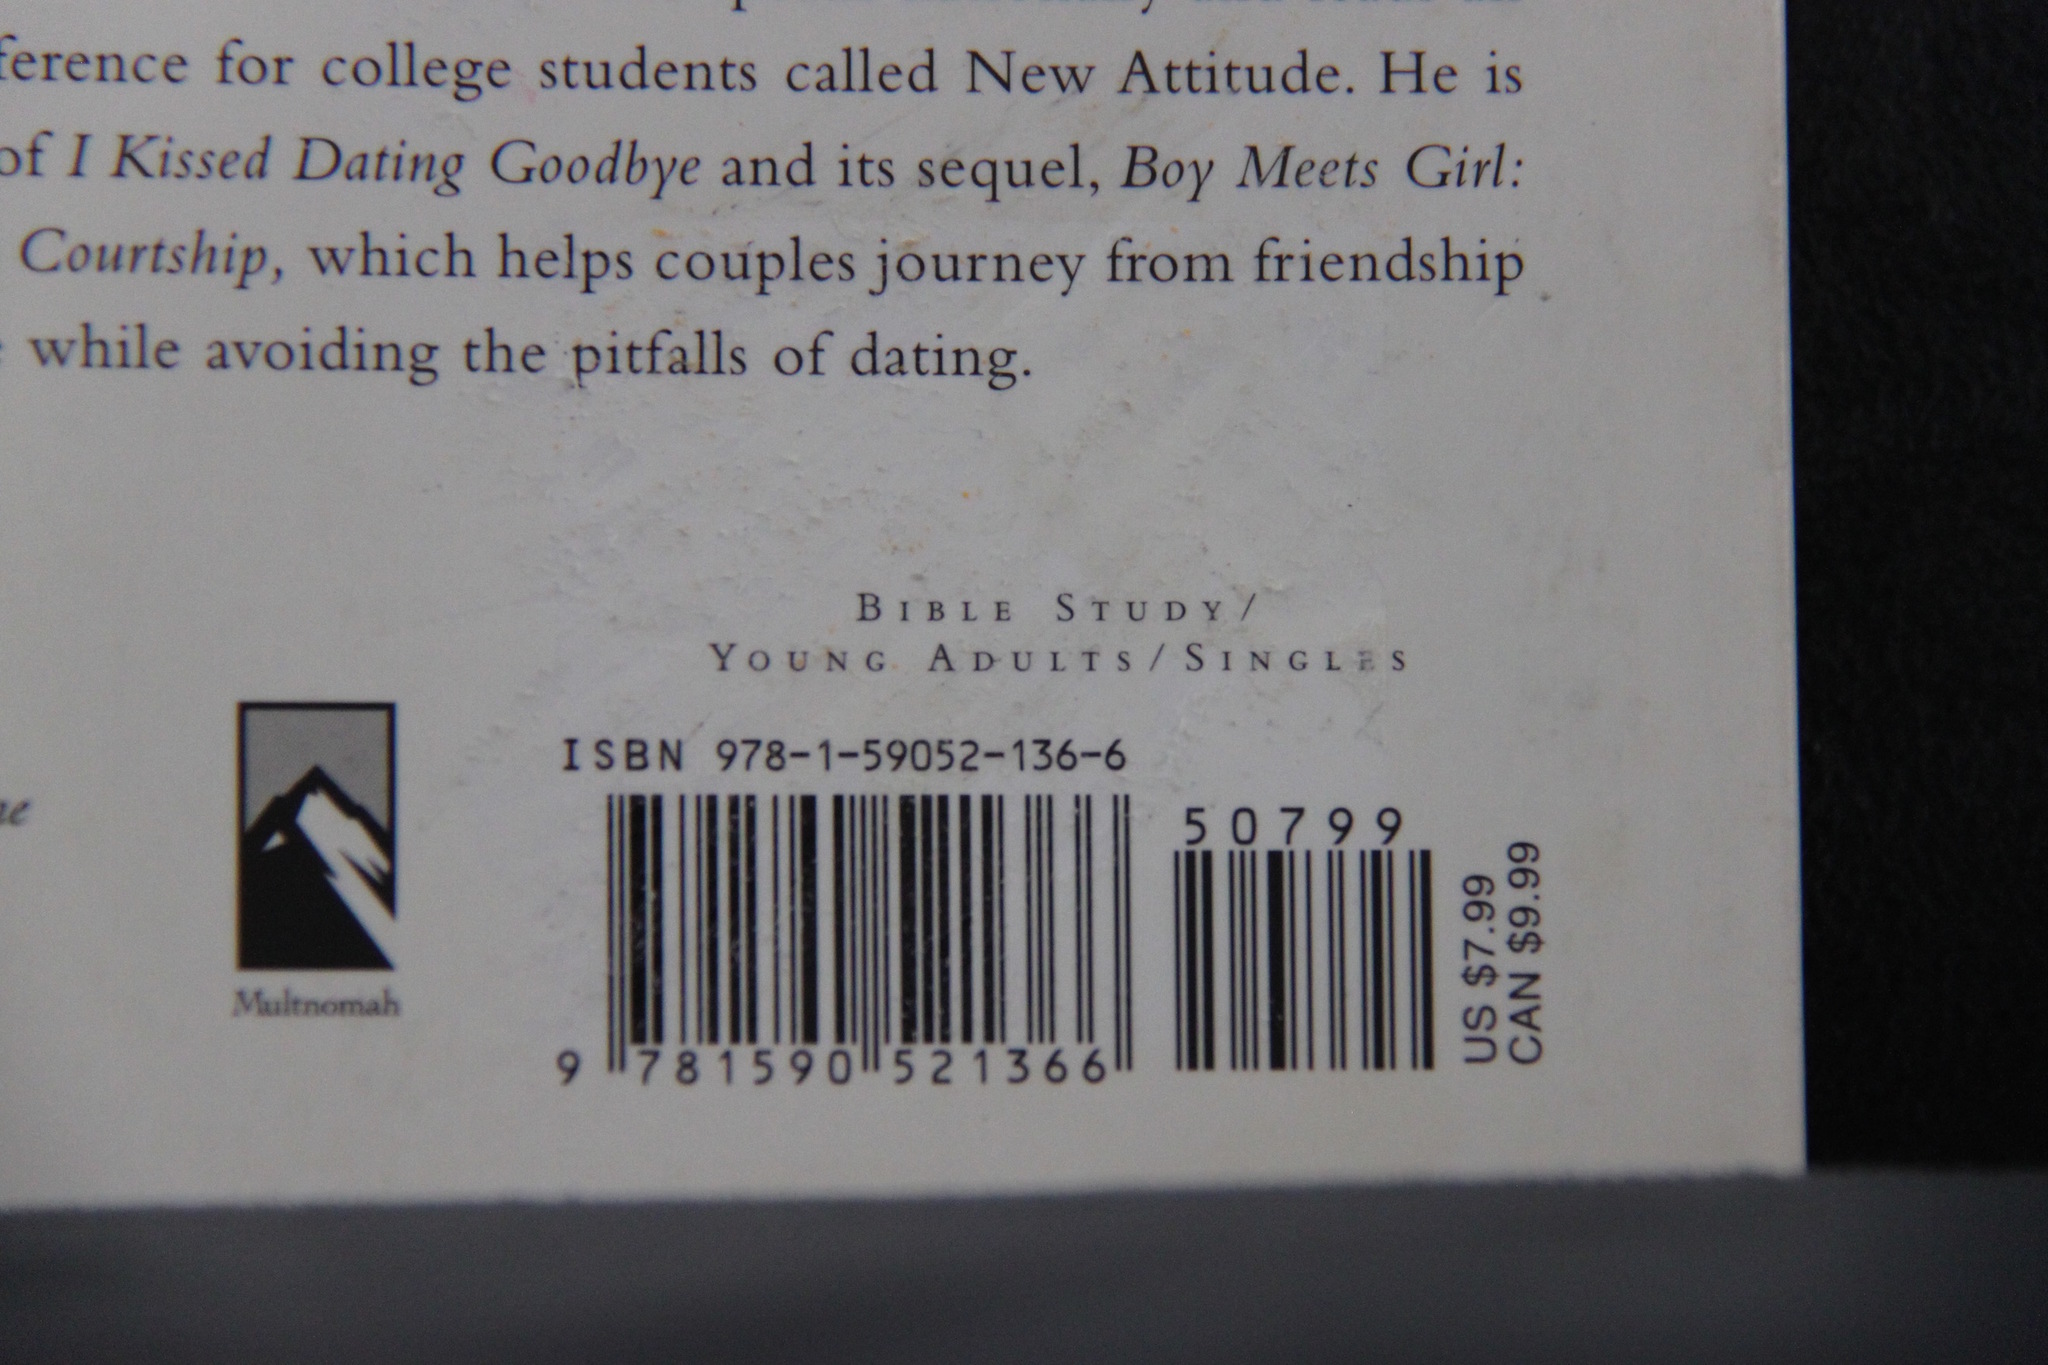 ference for college students called New Attitude. He is
of I Kissed Dating Goodbye and its sequel, Boy Meets Girl:
Courtship, which helps couples journey from friendship
while avoiding the pitfalls of dating.
BIBLE STUDY/
YOUNG ADULTS/SINGLES
ISBN 978-1-59052-136-6
50799
9 781590 521366
US $7.99
CAN $9.99
Multnomah